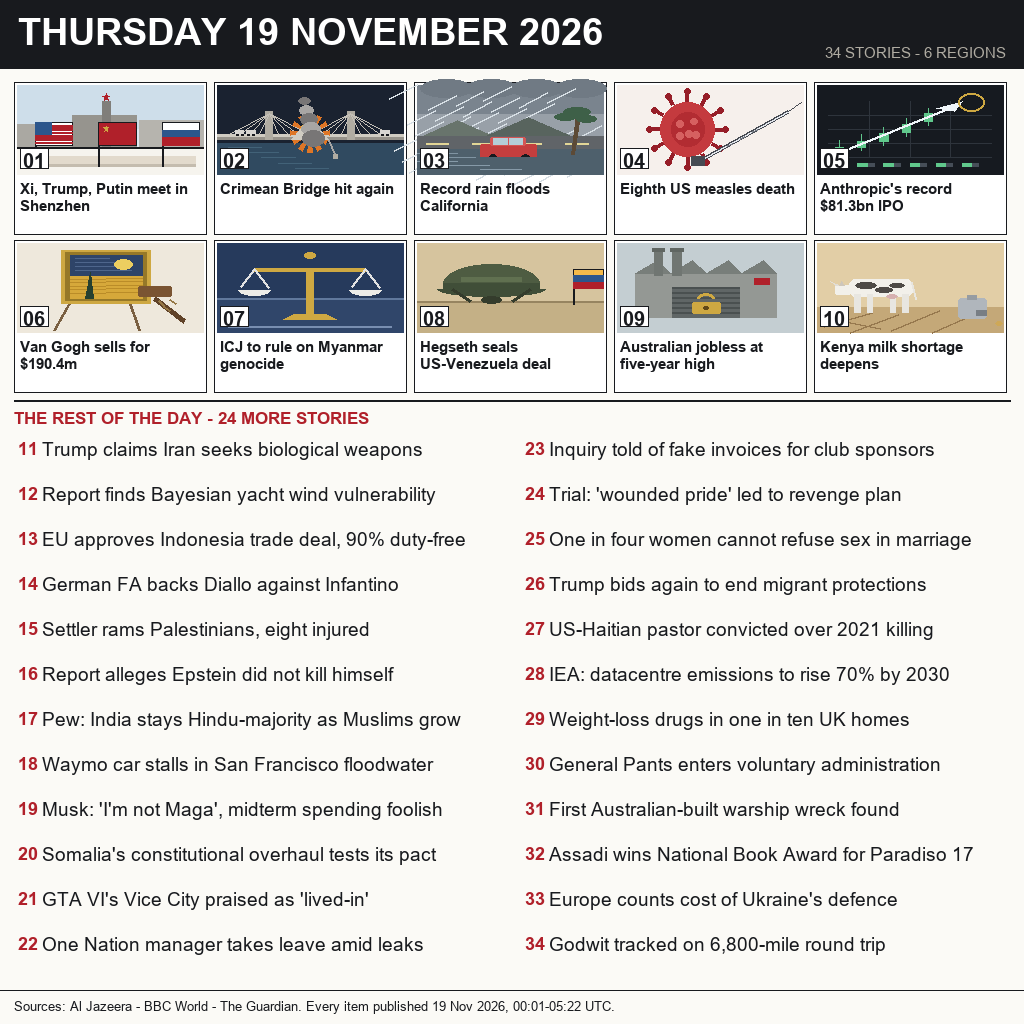 THURSDAY 19 NOVEMBER 2026
34 STORIES - 6 REGIONS
01
Xi, Trump, Putin meet in
Shenzhen
02
Crimean Bridge hit again
03
Record rain floods
California
04
Eighth US measles death
05
Anthropic's record
$81.3bn IPO
06
Van Gogh sells for
$190.4m
07
ICJ to rule on Myanmar
genocide
08
Hegseth seals
US-Venezuela deal
09
Australian jobless at
five-year high
10
Kenya milk shortage
deepens
THE REST OF THE DAY - 24 MORE STORIES
11 Trump claims Iran seeks biological weapons
12 Report finds Bayesian yacht wind vulnerability
13 EU approves Indonesia trade deal, 90% duty-free
14 German FA backs Diallo against Infantino
15 Settler rams Palestinians, eight injured
16 Report alleges Epstein did not kill himself
17 Pew: India stays Hindu-majority as Muslims grow
18 Waymo car stalls in San Francisco floodwater
19 Musk: 'I'm not Maga', midterm spending foolish
20 Somalia's constitutional overhaul tests its pact
21 GTA VI's Vice City praised as 'lived-in'
22 One Nation manager takes leave amid leaks
23 Inquiry told of fake invoices for club sponsors
24 Trial: 'wounded pride' led to revenge plan
25 One in four women cannot refuse sex in marriage
26 Trump bids again to end migrant protections
27 US-Haitian pastor convicted over 2021 killing
28 IEA: datacentre emissions to rise 70% by 2030
29 Weight-loss drugs in one in ten UK homes
30 General Pants enters voluntary administration
31 First Australian-built warship wreck found
32 Assadi wins National Book Award for Paradiso 17
33 Europe counts cost of Ukraine's defence
34 Godwit tracked on 6,800-mile round trip
Sources: Al Jazeera - BBC World - The Guardian. Every item published 19 Nov 2026, 00:01-05:22 UTC.